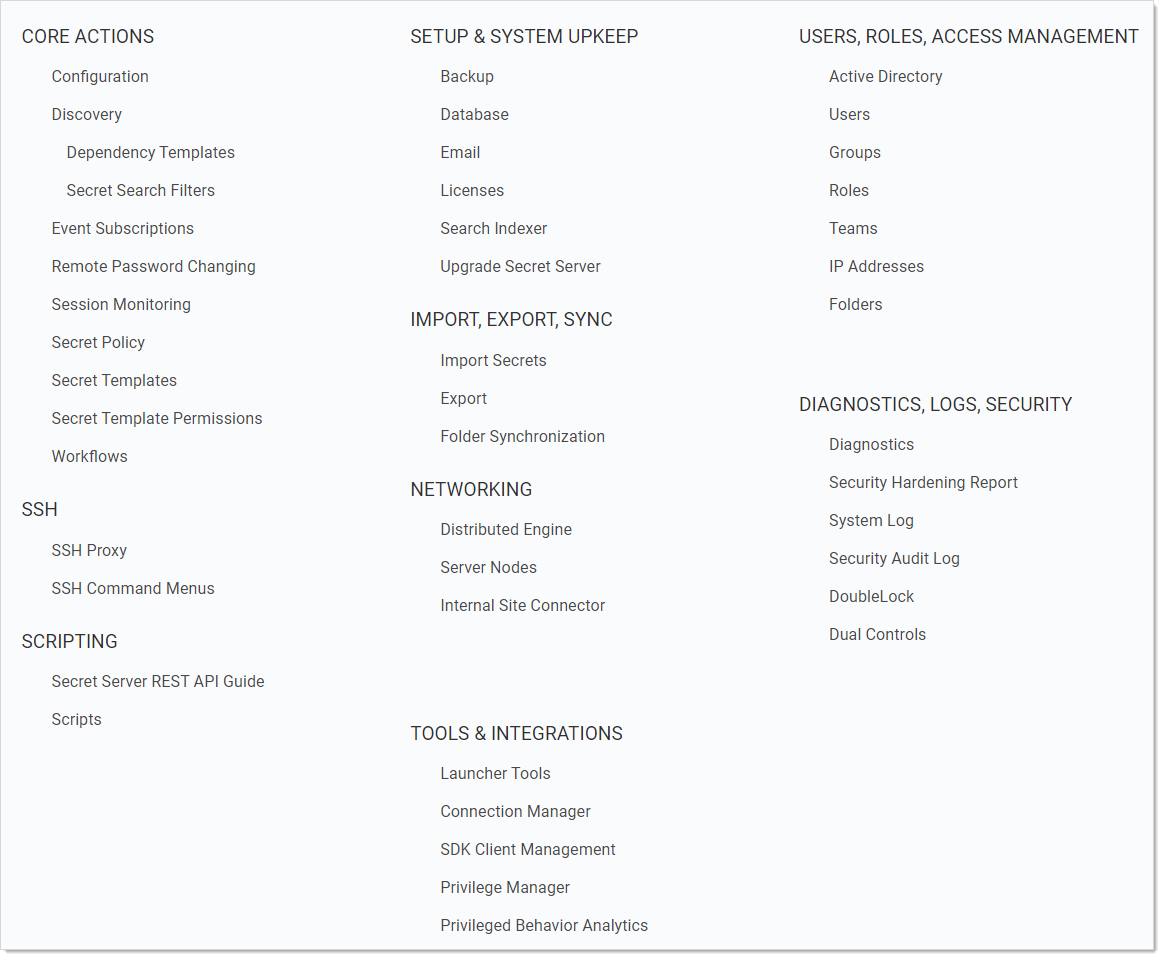 CORE ACTIONS
Configuration
Discovery
Dependency Templates
Secret Search Filters
Event Subscriptions
Remote Password Changing
Session Monitoring
Secret Policy
Secret Templates
Secret Template Permissions
Workflows
SSH
SSH Proxy
SSH Command Menus
SCRIPTING
Secret Server REST API Guide
Scripts
SETUP & SYSTEM UPKEEP
Backup
Database
Email
Licenses
Search Indexer
Upgrade Secret Server
IMPORT, EXPORT, SYNC
Import Secrets
Export
Folder Synchronization
NETWORKING
Distributed Engine
Server Nodes
Internal Site Connector
TOOLS & INTEGRATIONS
Launcher Tools
Connection Manager
SDK Client Management
Privilege Manager
Privileged Behavior Analytics
USERS, ROLES, ACCESS MANAGEMENT
Active Directory
Users
Groups
Roles
Teams
IP Addresses
Folders
DIAGNOSTICS, LOGS, SECURITY
Diagnostics
Security Hardening Report
System Log
Security Audit Log
DoubleLock
Dual Controls